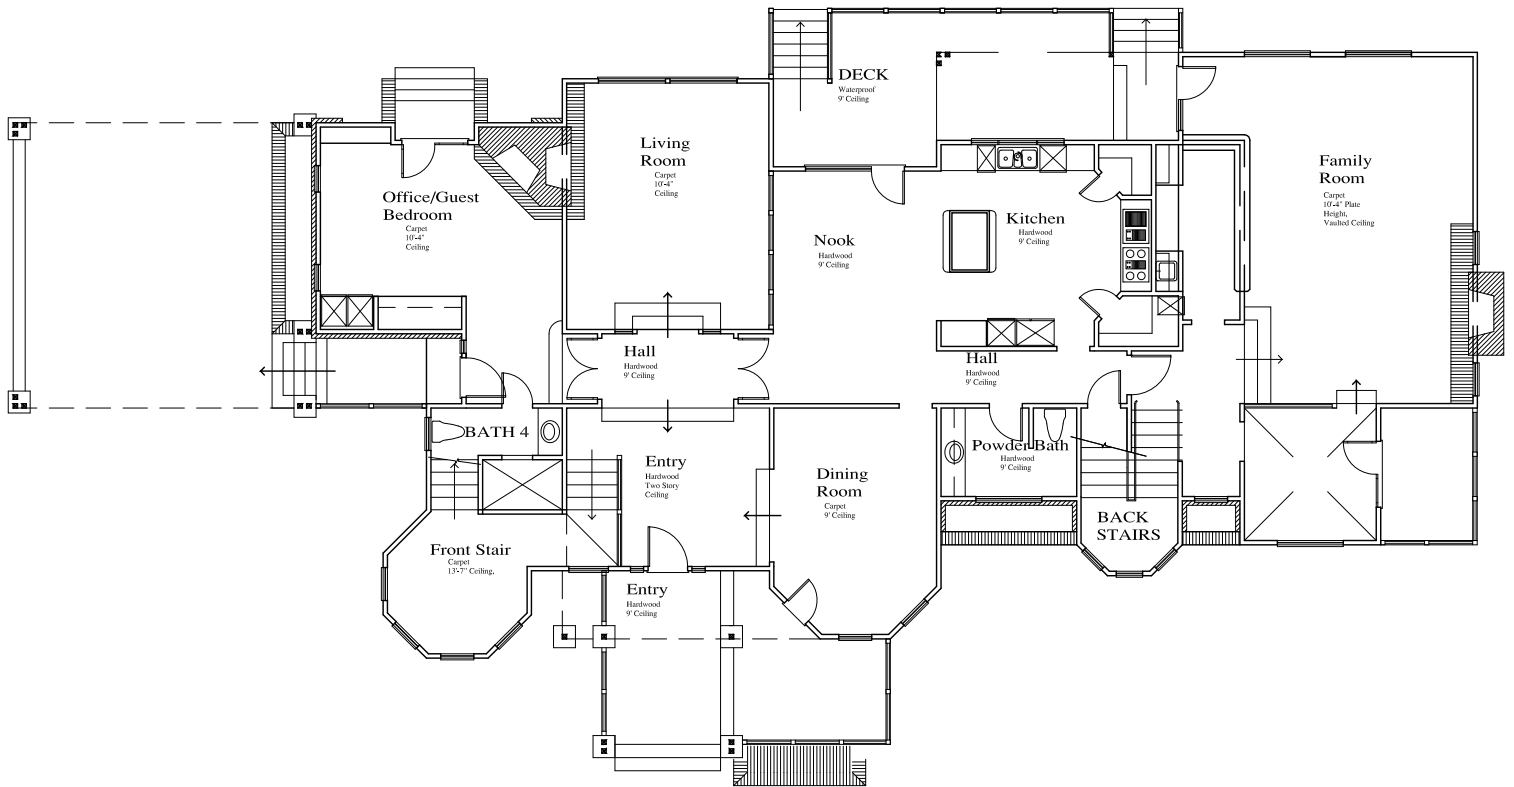 DECK
Waterproof
9' Ceiling
Living
Room
Carpet
10'-4"
Ceiling
Family
Room
Carpet
10'-4" Plate
Height,
Vaulted Ceiling
Office/Guest
Bedroom
Carpet
10'-4"
Ceiling
Kitchen
Hardwood
9' Ceiling
Nook
Hardwood
9' Ceiling
Hall
Hardwood
9' Ceiling
Hall
Hardwood
9' Ceiling
BATH 4
Entry
Hardwood
Two Story
Ceiling
Dining
Room
Carpet
9' Ceiling
Powder Bath
Hardwood
9' Ceiling
BACK
STAIRS
Front Stair
Carpet
13'-7" Ceiling,
Entry
Hardwood
9' Ceiling